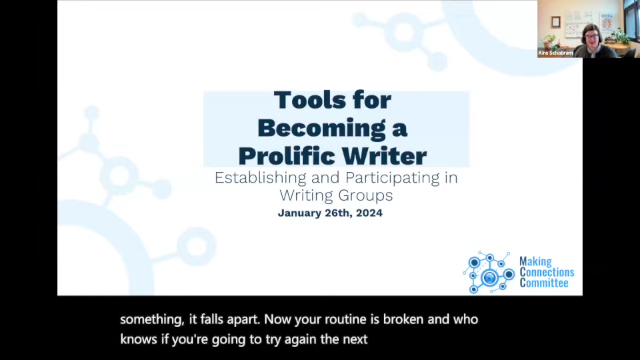 Kira Schabram
Tools for
Becoming a
Prolific Writer
Establishing and Participating in
Writing Groups
January 26th, 2024
Making
Connections
Committee
something, it falls apart. Now your routine is broken and who
knows if you're going to try again the next